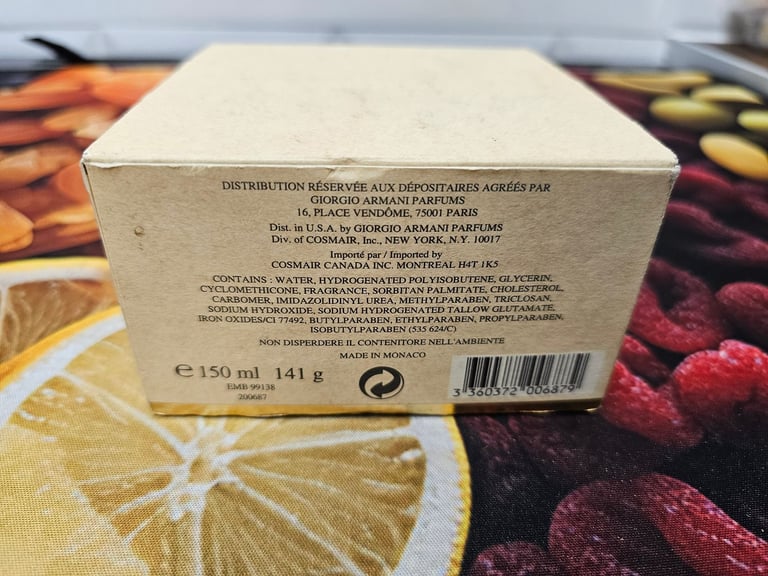 DISTRIBUTION RÉSERVÉE AUX DÉPOSITAIRES AGRÉÉS PAR
GIORGIO ARMANI PARFUMS
16, PLACE VENDÔME, 75001 PARIS
Dist. in U.S.A. by GIORGIO ARMANI PARFUMS
Div. of COSMAIR, Inc., NEW YORK, N.Y. 10017
Importé par / Imported by
COSMAIR CANADA INC. MONTREAL H4T 1K5
CONTAINS : WATER, HYDROGENATED POLYISOBUTENE, GLYCERIN,
CYCLOMETHICONE, FRAGRANCE, SORBITAN PALMITATE, CHOLESTEROL,
CARBOMER, IMIDAZOLIDINYL UREA, METHYLPARABEN, TRICLOSAN,
SODIUM HYDROXIDE, SODIUM HYDROGENATED TALLOW GLUTAMATE,
IRON OXIDES/CI 77492, BUTYLPARABEN, ETHYLPARABEN, PROPYLPARABEN,
ISOBUTYLPARABEN (535 624/C)
NON DISPERDERE IL CONTENITORE NELL'AMBIENTE
MADE IN MONACO
e 150 ml 141 g
EMB 99138
200687
3 360372 006879